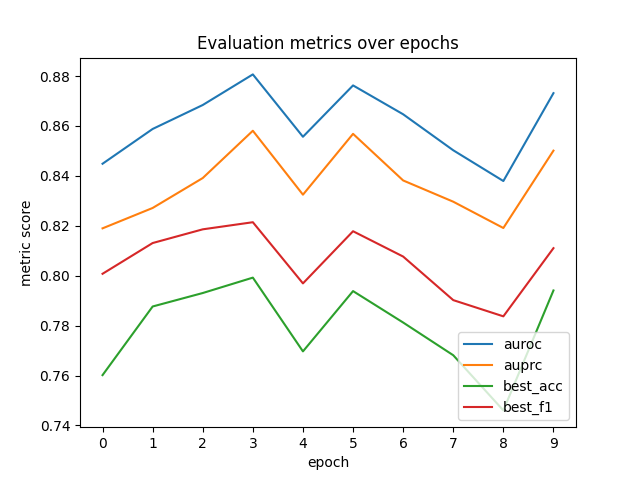 Evaluation metrics over epochs
metric score
0.88
0.86
0.84
0.82
0.80
0.78
0.76
0.74
auroc
auprc
best_acc
best_f1
0 1 2 3 4 5 6 7 8 9
epoch